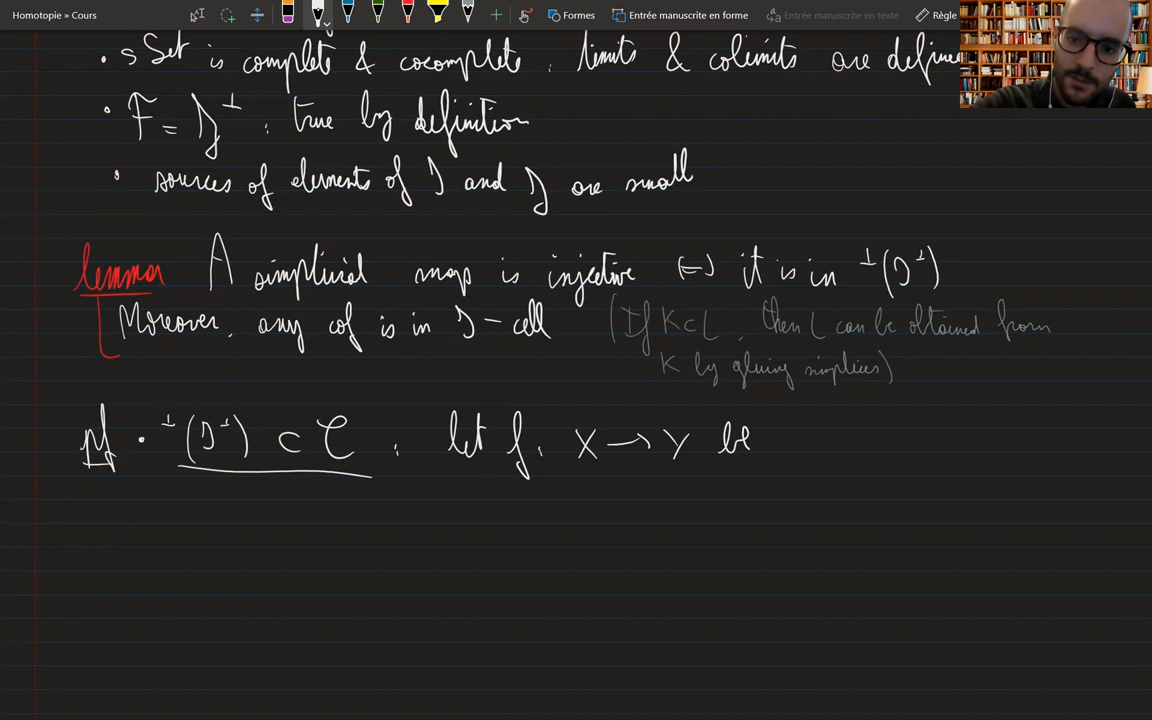 Homotopie » Cours
Formes
Entrée manuscrite en forme
Entrée manuscrite en texte
Règle
• sSet is complete & cocomplete : limits & colimits are define
• F = J^⊥ : true by definition
• sources of elements of I and J are small
lemma A simplicial map is injective ⟺ it is in ^⊥(I^⊥)
Moreover, any cof is in I-cell (If K ⊂ L, then L can be obtained from
K by gluing simplices)
pf • ^⊥(I^⊥) ⊂ C : let f : X → Y be